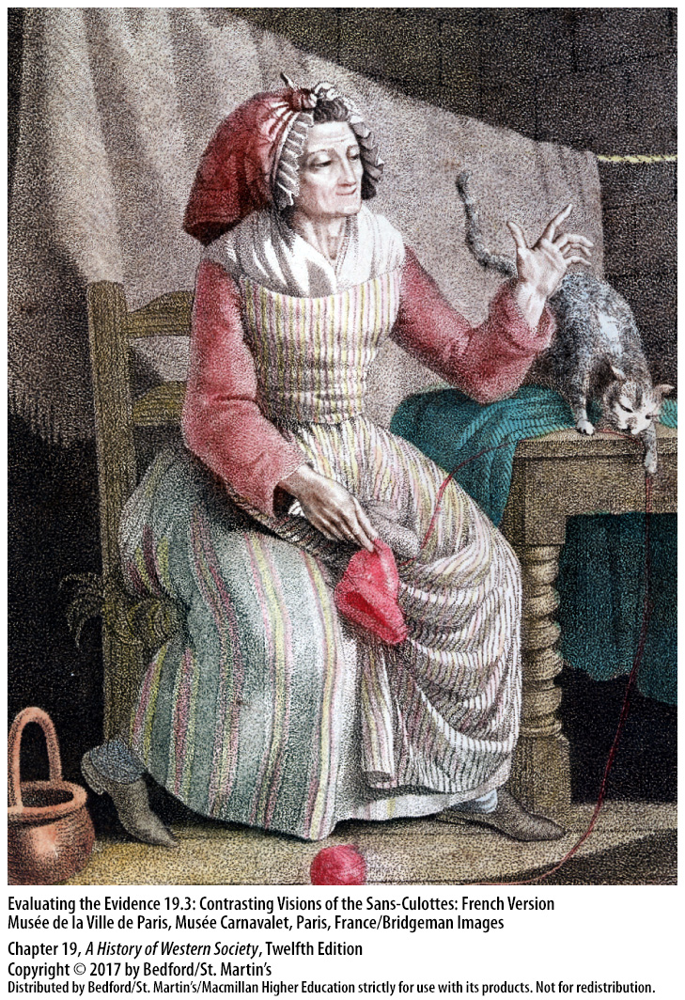 Evaluating the Evidence 19.3: Contrasting Visions of the Sans-Culottes: French Version
Musée de la Ville de Paris, Musée Carnavalet, Paris, France/Bridgeman Images
Chapter 19, A History of Western Society, Twelfth Edition
Copyright © 2017 by Bedford/St. Martin's
Distributed by Bedford/St. Martin's/Macmillan Higher Education strictly for use with its products. Not for redistribution.